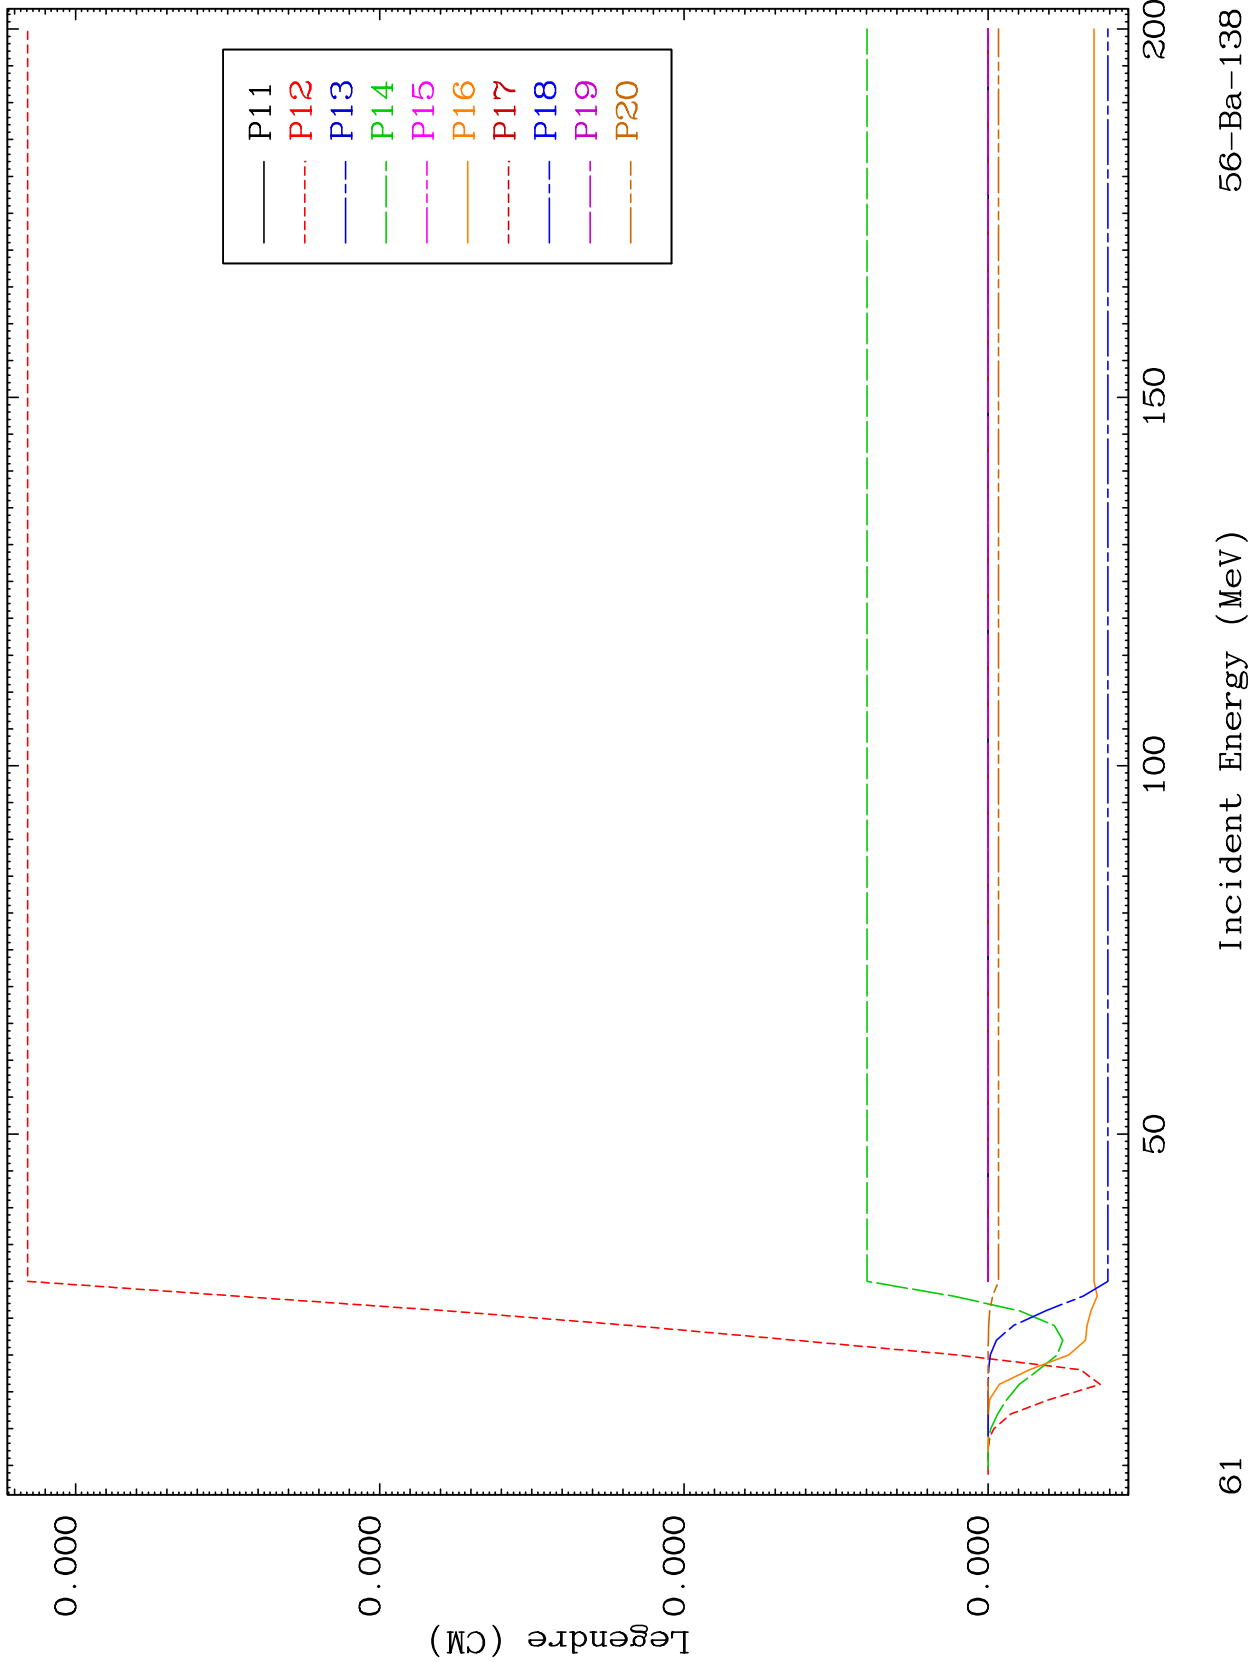 Legendre (CM)
0.000
0.000
0.000
0.000
P11
P12
P13
P14
P15
P16
P17
P18
P19
P20
50
100
150
200
61
Incident Energy (MeV)
56-Ba-138